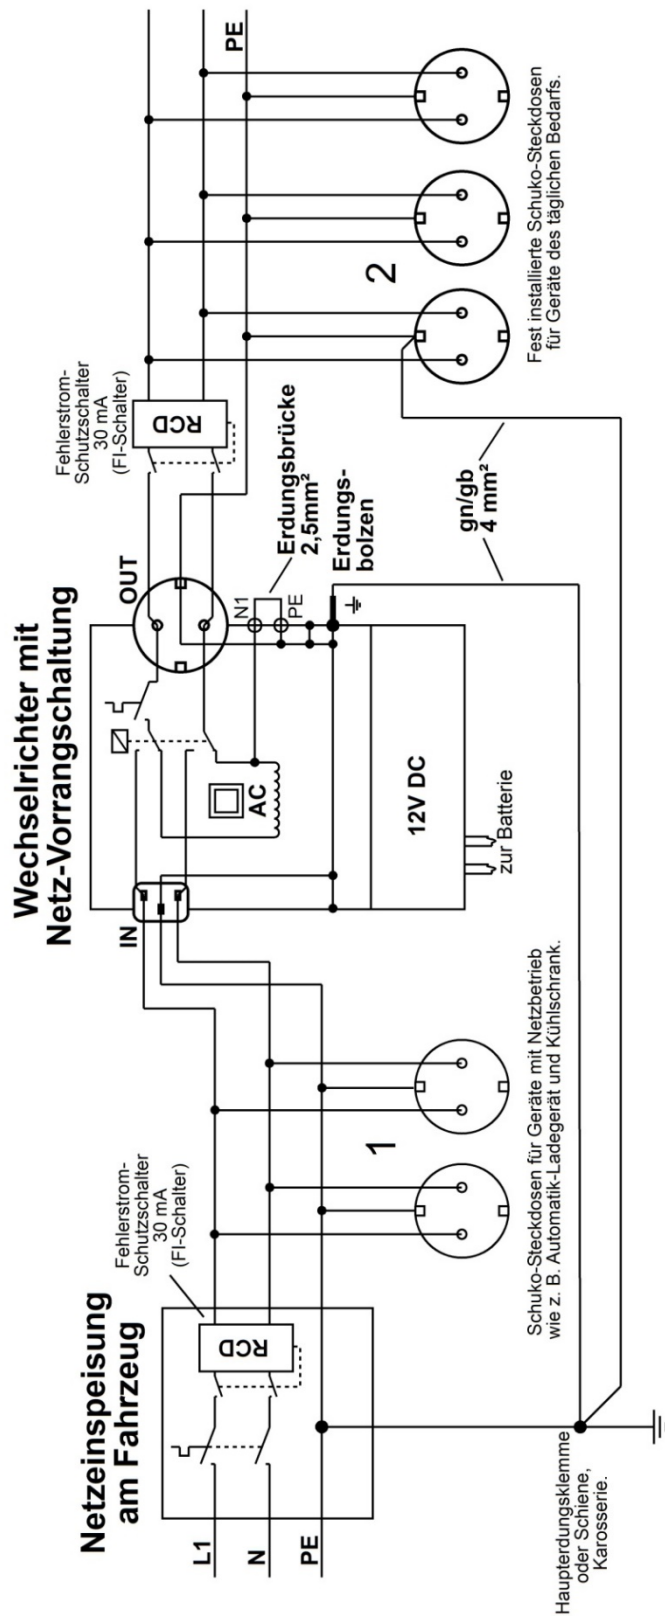 Netzeinspeisung
am Fahrzeug
L1
N
PE
RCD
Fehlerstrom-
Schutzschalter
30 mA
(FI-Schalter)
1
Schuko-Steckdosen für Geräte mit Netzbetrieb
wie z. B. Automatik-Ladegerät und Kühlschrank.
Haupterdungsklemme
oder Schiene,
Karosserie.
Wechselrichter mit
Netz-Vorrangschaltung
IN
AC
12V DC
zur Batterie
OUT
N1
PE
Erdungsbrücke
2,5mm²
Erdungs-
bolzen
Fehlerstrom-
Schutzschalter
30 mA
(FI-Schalter)
RCD
gn/gb
4 mm²
2
PE
Fest installierte Schuko-Steckdosen
für Geräte des täglichen Bedarfs.